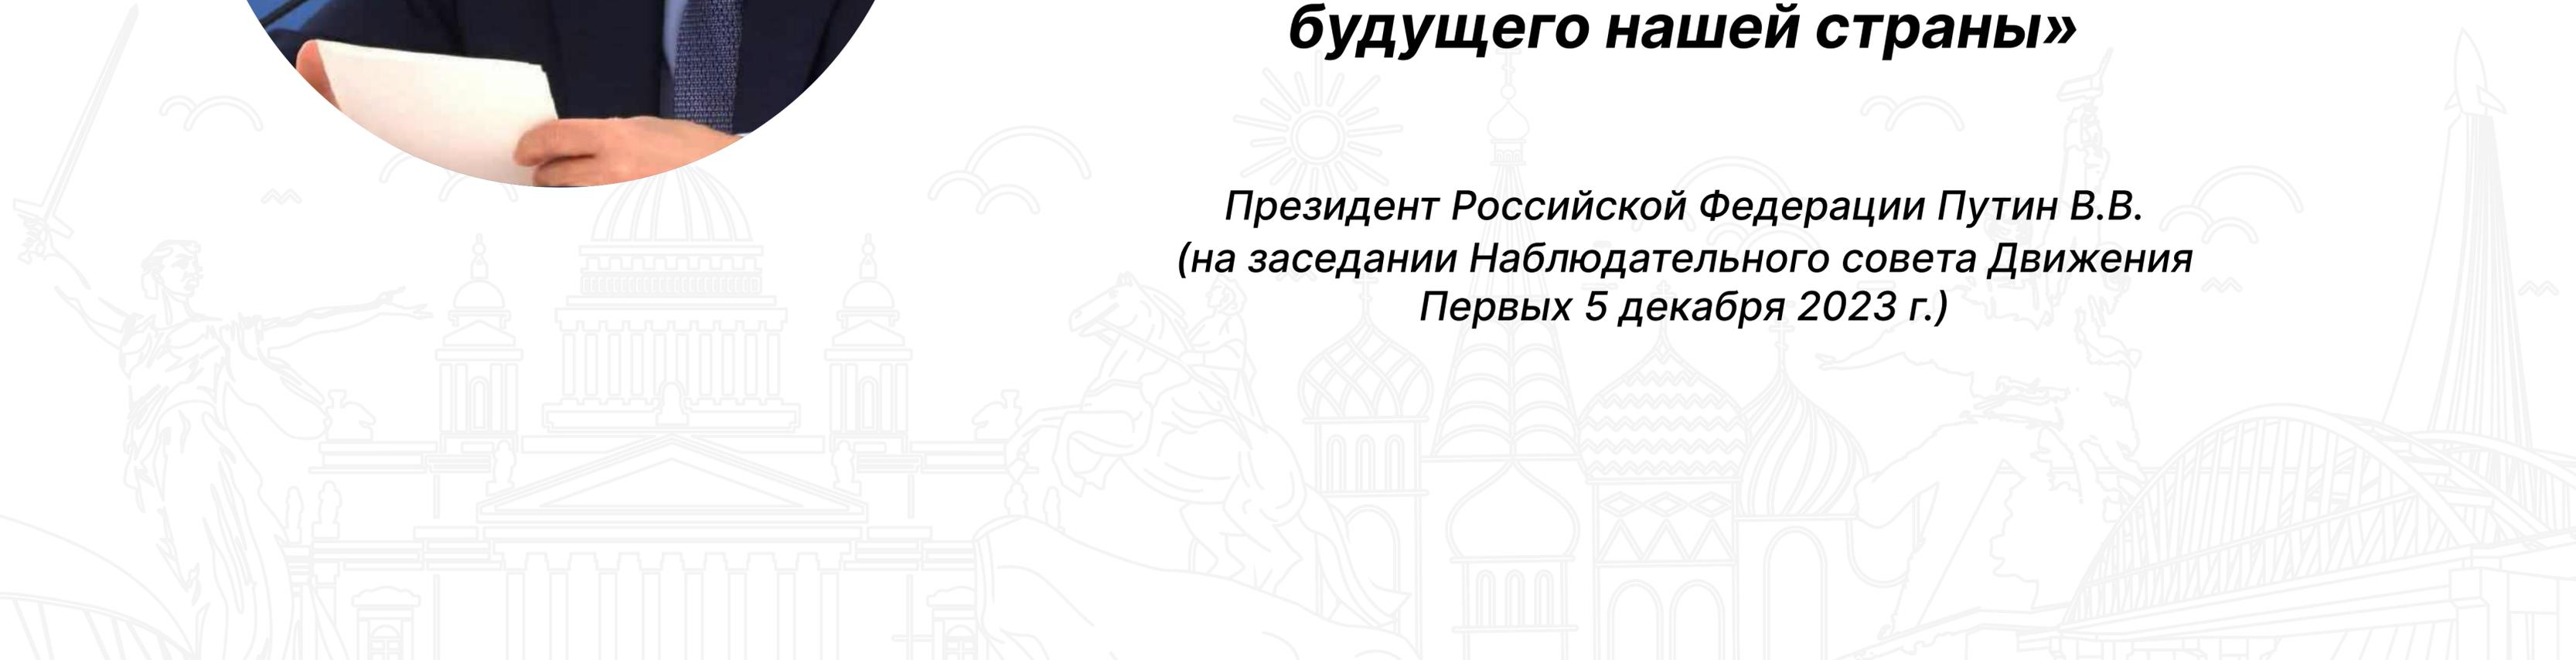 будущего нашей страны»
Президент Российской Федерации Путин В.В.
(на заседании Наблюдательного совета Движения
Первых 5 декабря 2023 г.)